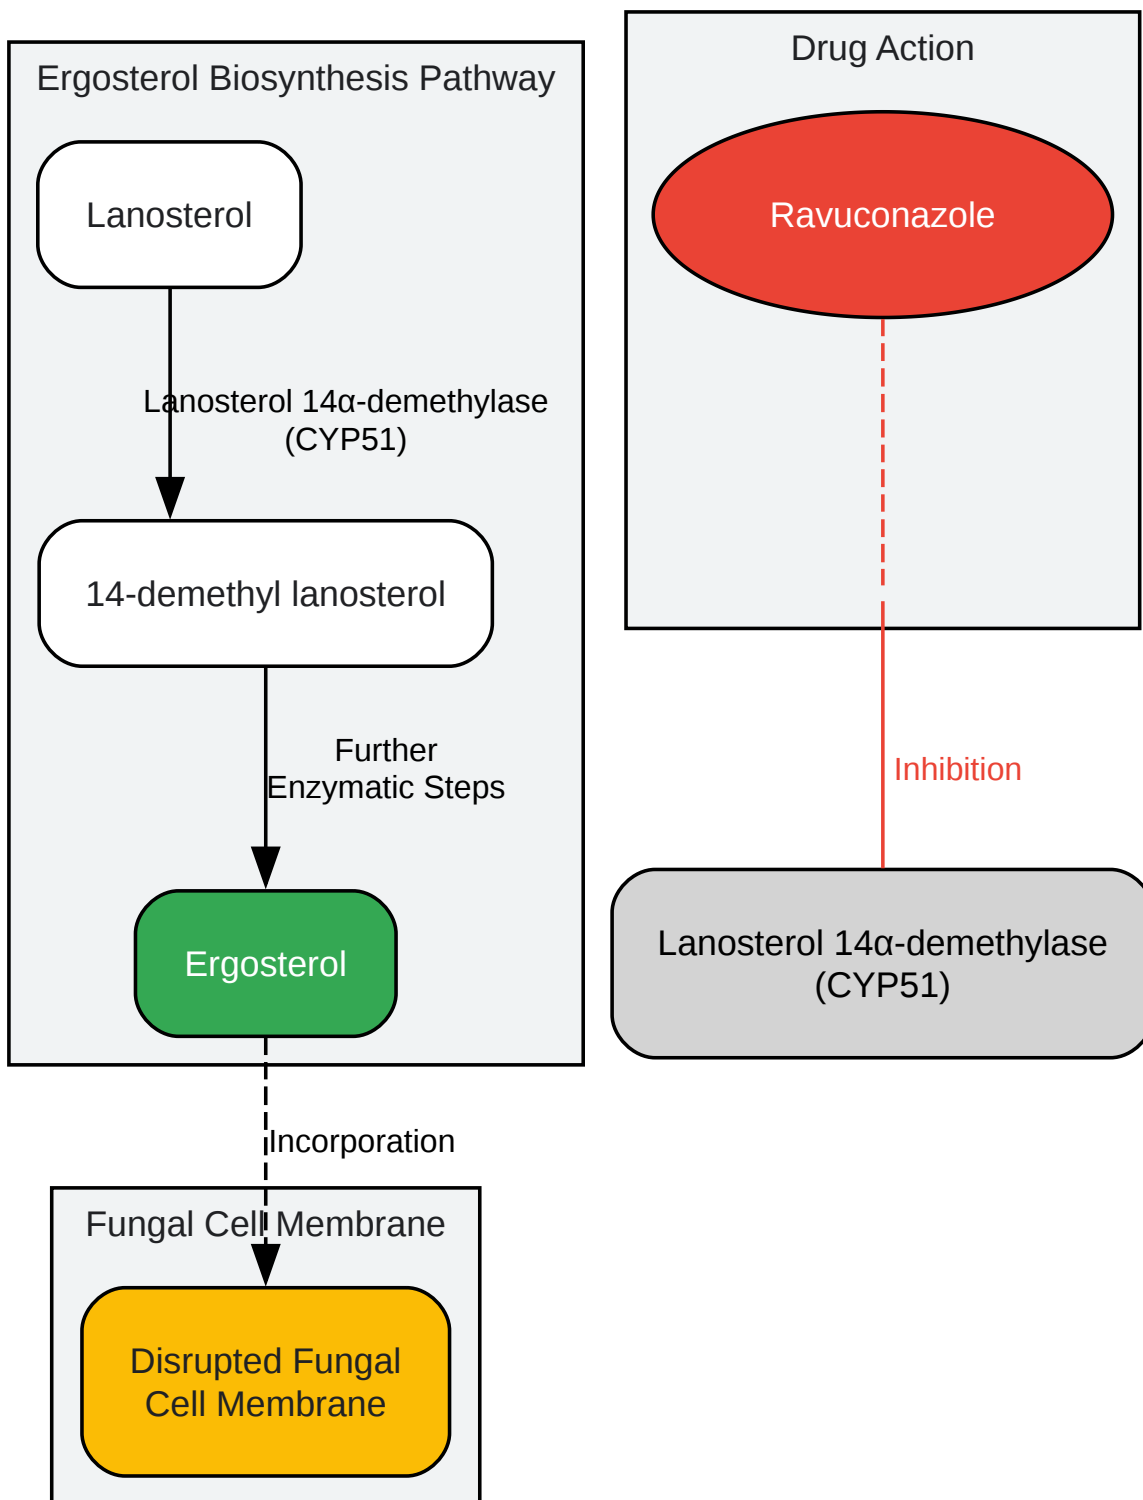 Ergosterol Biosynthesis Pathway
Lanosterol
Lanosterol 14α-demethylase
(CYP51)
14-demethyl lanosterol
Further
Enzymatic Steps
Ergosterol
Incorporation
Fungal Cell Membrane
Disrupted Fungal
Cell Membrane
Drug Action
Ravuconazole
Inhibition
Lanosterol 14α-demethylase
(CYP51)